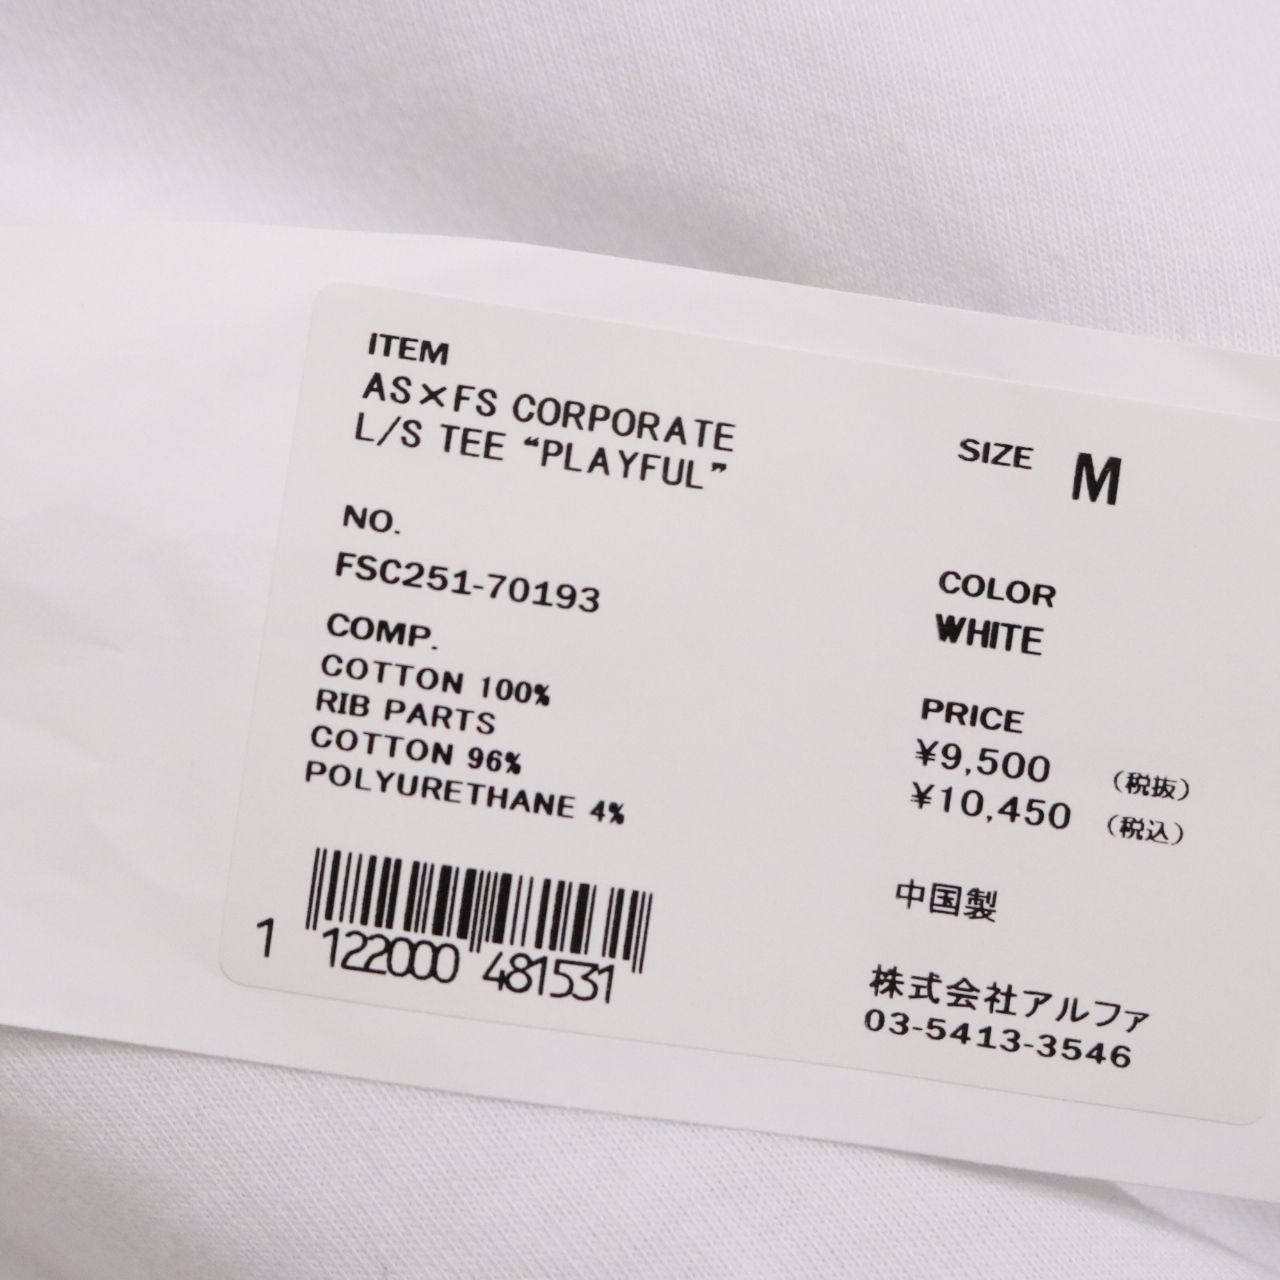 ITEM
AS×FS CORPORATE
L/S TEE “PLAYFUL”
SIZE M
NO.
FSC251-70193
COLOR
WHITE
COMP.
COTTON 100%
RIB PARTS
COTTON 96%
POLYURETHANE 4%
PRICE
¥9,500 (税抜)
¥10,450 (税込)
中国製
1 122000 481531
株式会社アルファ
03-5413-3546